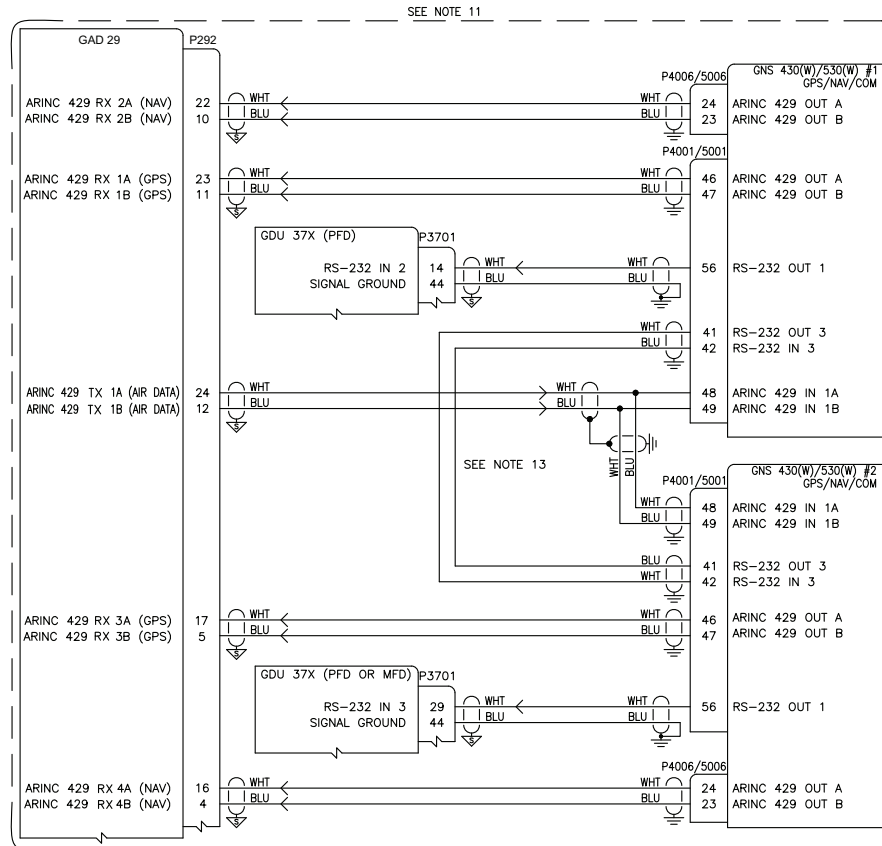 SEE NOTE 11
GAD 29 P292
GNS 430(W)/530(W) #1
GPS/NAV/COM
P4006/5006
ARINC 429 RX 2A (NAV) 22 WHT WHT 24 ARINC 429 OUT A
ARINC 429 RX 2B (NAV) 10 BLU BLU 23 ARINC 429 OUT B
S
P4001/5001
ARINC 429 RX 1A (GPS) 23 WHT WHT 46 ARINC 429 OUT A
ARINC 429 RX 1B (GPS) 11 BLU BLU 47 ARINC 429 OUT B
S
GDU 37X (PFD) P3701
RS-232 IN 2 14 WHT WHT 56 RS-232 OUT 1
SIGNAL GROUND 44 BLU BLU
S
WHT 41 RS-232 OUT 3
BLU 42 RS-232 IN 3
ARINC 429 TX 1A (AIR DATA) 24 WHT WHT 48 ARINC 429 IN 1A
ARINC 429 TX 1B (AIR DATA) 12 BLU BLU 49 ARINC 429 IN 1B
S
SEE NOTE 13
WHT BLU
GNS 430(W)/530(W) #2
GPS/NAV/COM
P4001/5001
WHT 48 ARINC 429 IN 1A
BLU 49 ARINC 429 IN 1B
BLU 41 RS-232 OUT 3
WHT 42 RS-232 IN 3
ARINC 429 RX 3A (GPS) 17 WHT WHT 46 ARINC 429 OUT A
ARINC 429 RX 3B (GPS) 5 BLU BLU 47 ARINC 429 OUT B
S
GDU 37X (PFD OR MFD) P3701
RS-232 IN 3 29 WHT WHT 56 RS-232 OUT 1
SIGNAL GROUND 44 BLU BLU
S
P4006/5006
ARINC 429 RX 4A (NAV) 16 WHT WHT 24 ARINC 429 OUT A
ARINC 429 RX 4B (NAV) 4 BLU BLU 23 ARINC 429 OUT B
S